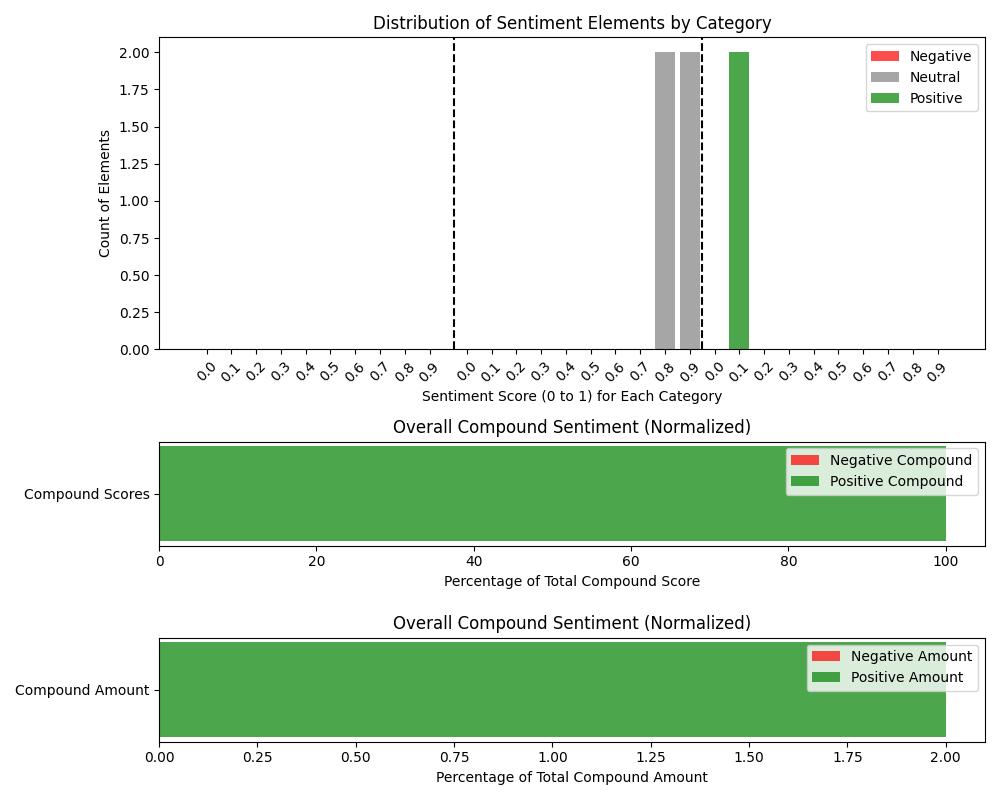 Distribution of Sentiment Elements by Category
Count of Elements
2.00
1.75
1.50
1.25
1.00
0.75
0.50
0.25
0.00
Negative
Neutral
Positive
0.0 0.1 0.2 0.3 0.4 0.5 0.6 0.7 0.8 0.9 0.0 0.1 0.2 0.3 0.4 0.5 0.6 0.7 0.8 0.9 0.0 0.1 0.2 0.3 0.4 0.5 0.6 0.7 0.8 0.9
Sentiment Score (0 to 1) for Each Category
Overall Compound Sentiment (Normalized)
Negative Compound
Positive Compound
Compound Scores
0 20 40 60 80 100
Percentage of Total Compound Score
Overall Compound Sentiment (Normalized)
Negative Amount
Positive Amount
Compound Amount
0.00 0.25 0.50 0.75 1.00 1.25 1.50 1.75 2.00
Percentage of Total Compound Amount